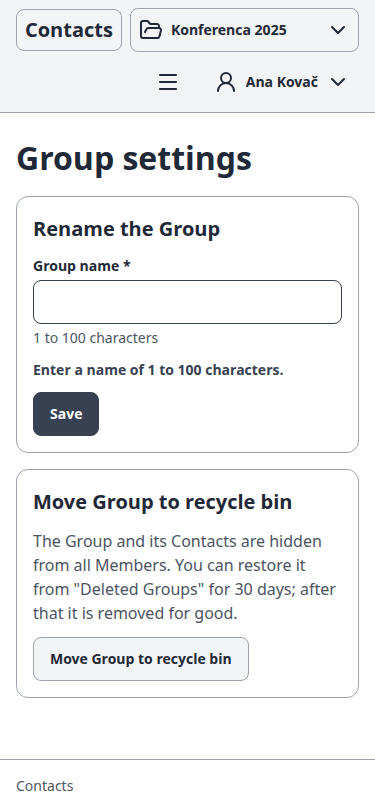 Contacts
Konferenca 2025
Ana Kovač
Group settings
Rename the Group
Group name *
1 to 100 characters
Enter a name of 1 to 100 characters.
Save
Move Group to recycle bin
The Group and its Contacts are hidden
from all Members. You can restore it
from "Deleted Groups" for 30 days; after
that it is removed for good.
Move Group to recycle bin
Contacts